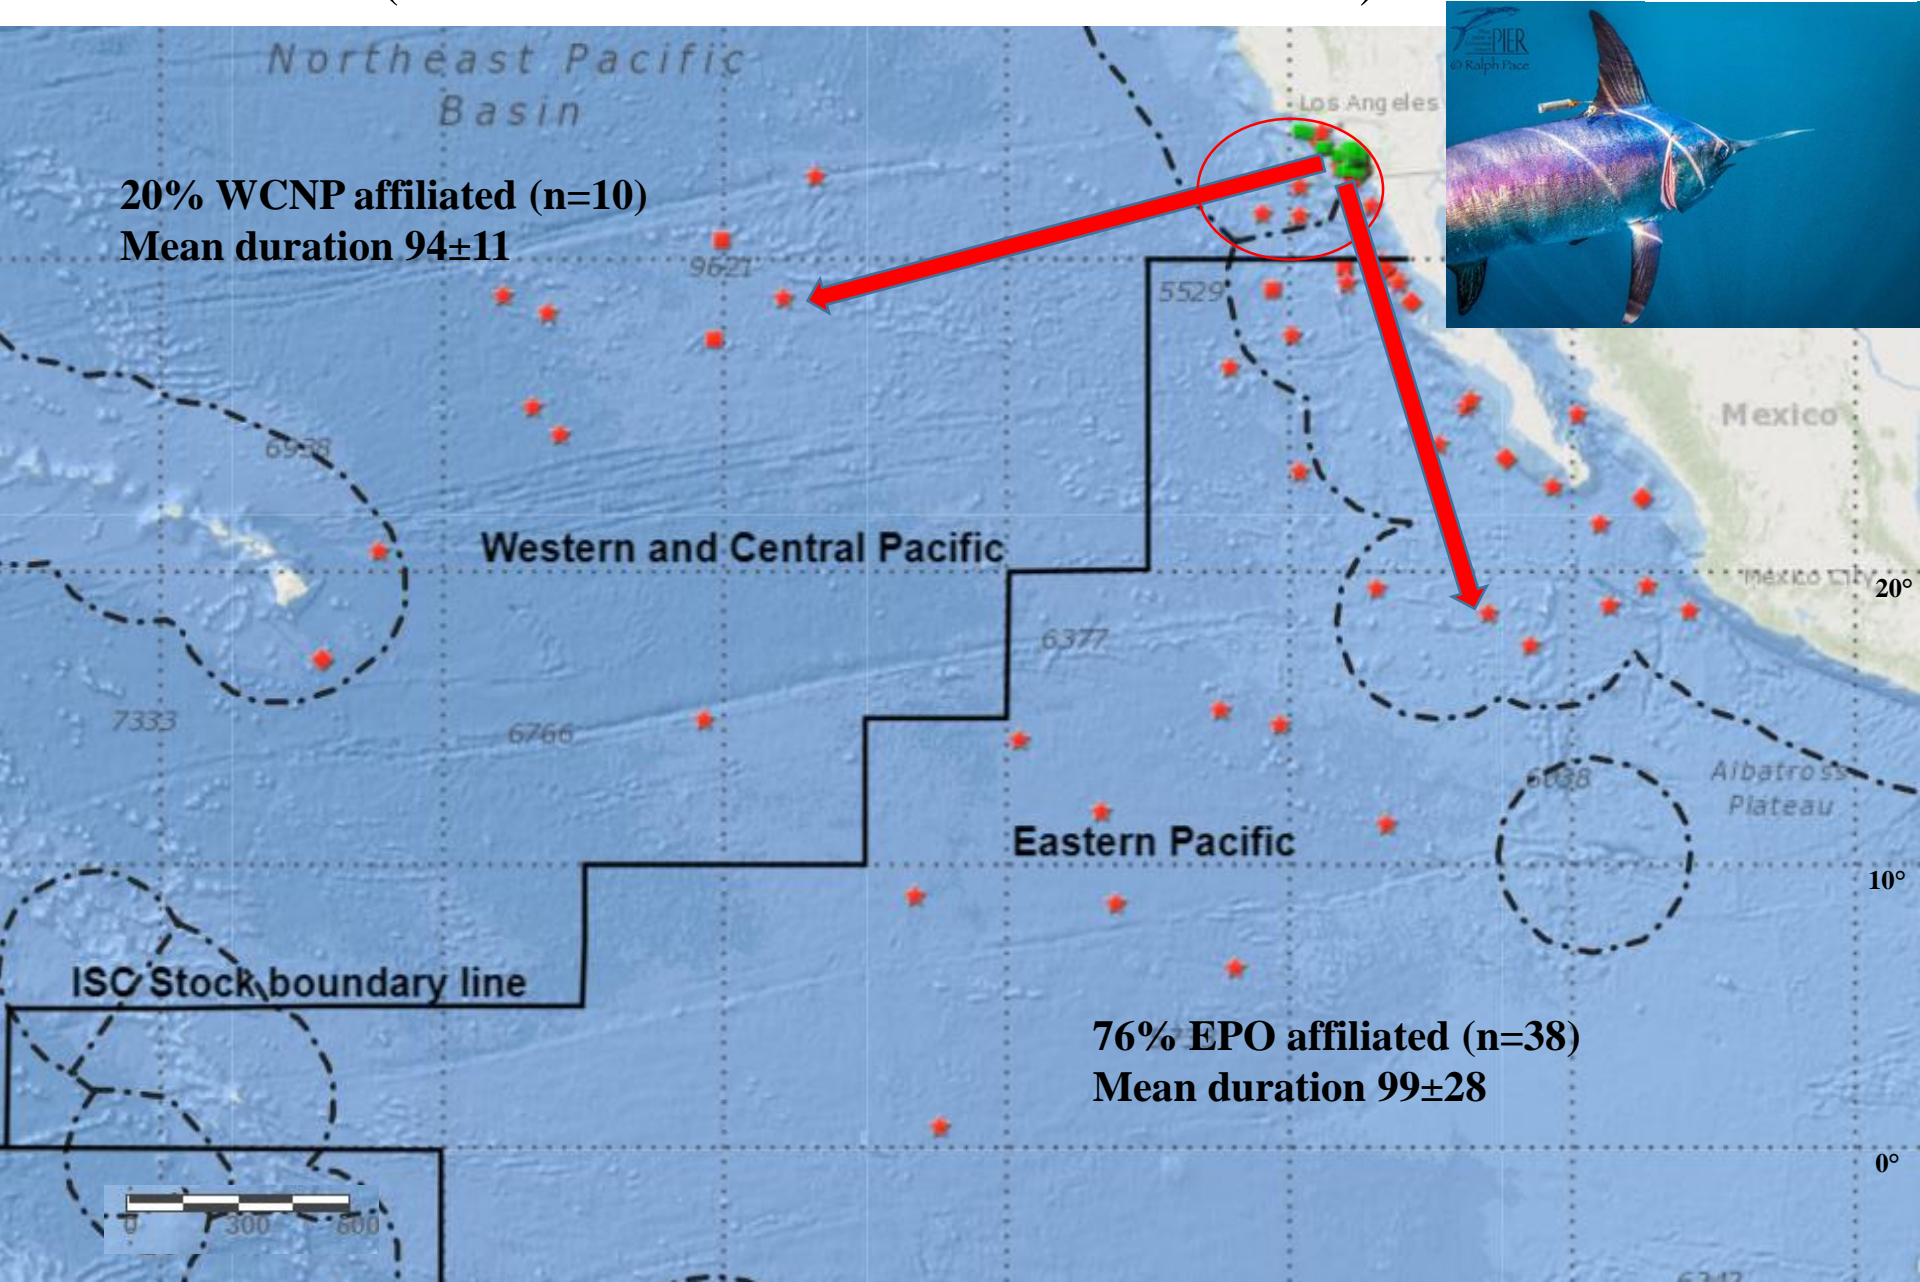 Northeast Pacific
Basin
PIER
© Ralph Pace
Los Angeles
20% WCNP affiliated (n=10)
Mean duration 94±11
9621
5529
Mexico
6938
Western and Central Pacific
Mexico City
20°
6377
7333
6766
6038
Albatross
Plateau
Eastern Pacific
10°
ISC Stock boundary line
76% EPO affiliated (n=38)
Mean duration 99±28
0°
0 300 600